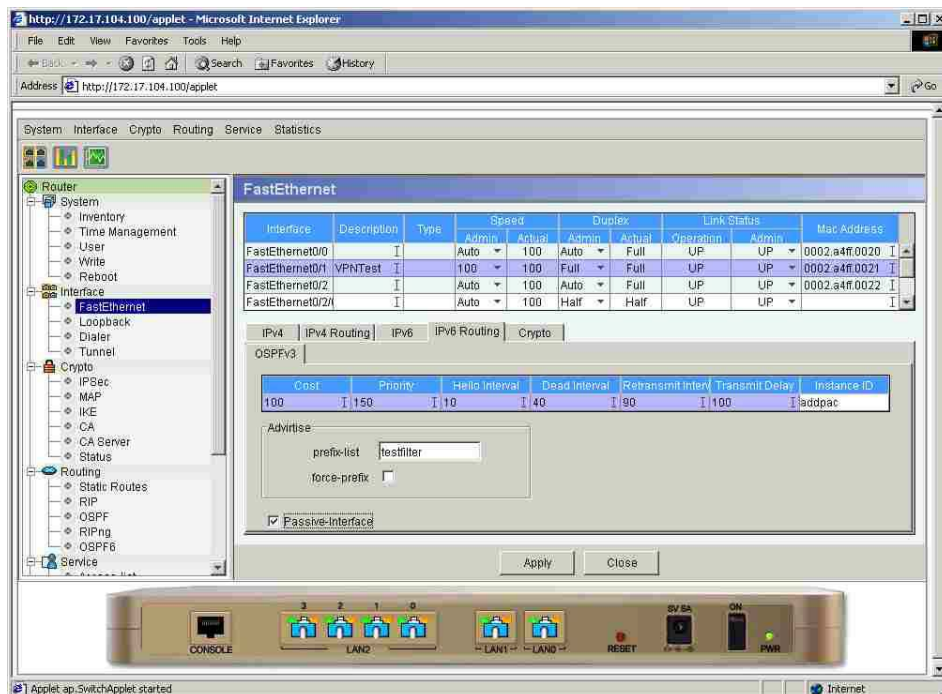 http://172.17.104.100/applet - Microsoft Internet Explorer
File Edit View Favorites Tools Help
Back Search Favorites History
Address http://172.17.104.100/applet Go
System Interface Crypto Routing Service Statistics
Router
System
Inventory
Time Management
User
Write
Reboot
Interface
FastEthernet
Loopback
Dialer
Tunnel
Crypto
IPSec
MAP
IKE
CA
CA Server
Status
Routing
Static Routes
RIP
OSPF
RIPng
OSPF6
Service
FastEthernet
Interface Description Type Speed Duplex Link Status Mac Address
Admin Actual Admin Actual Operation Admin
FastEthernet0/0 Auto 100 Auto Full UP UP 0002.a4ff.0020
FastEthernet0/1 VPNTest 100 100 Full Full UP UP 0002.a4ff.0021
FastEthernet0/2 Auto 100 Auto Full UP UP 0002.a4ff.0022
FastEthernet0/2/ Auto 100 Half Half UP UP
IPv4 IPv4 Routing IPv6 IPv6 Routing Crypto
OSPFv3
Cost Priority Hello Interval Dead Interval Retransmit Interv Transmit Delay Instance ID
100 150 10 40 90 100 addpac
Advirtise
prefix-list testfilter
force-prefix
Passive-Interface
Apply Close
3 2 1 0
CONSOLE LAN2 LAN1 LAN0 RESET 5V 5A ON PWR
Applet ap.SwitchApplet started Internet